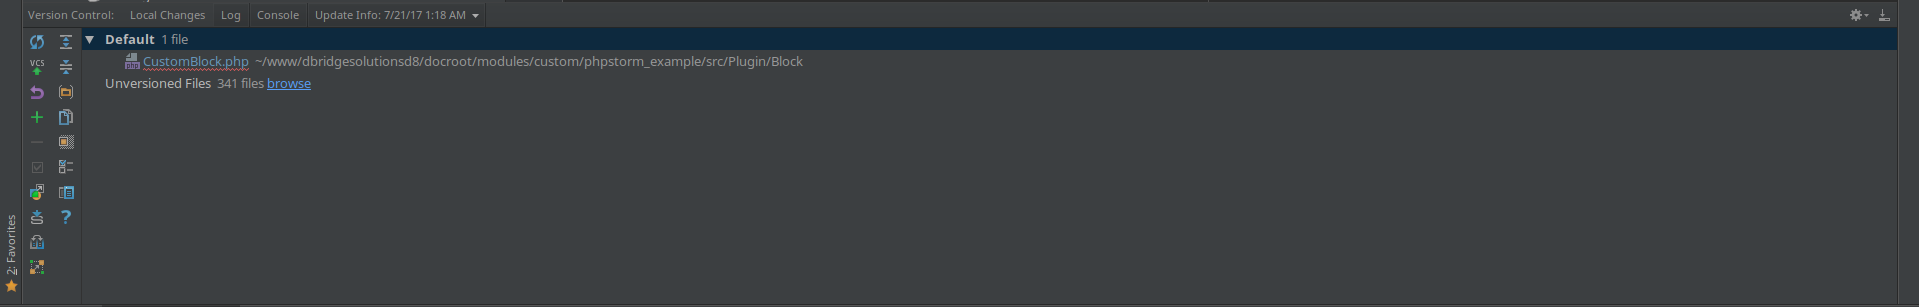 Version Control: Local Changes Log Console Update Info: 7/21/17 1:18 AM
Default 1 file
VCS
php CustomBlock.php ~/www/dbridgesolutionsd8/docroot/modules/custom/phpstorm_example/src/Plugin/Block
Unversioned Files 341 files browse
?
2: Favorites